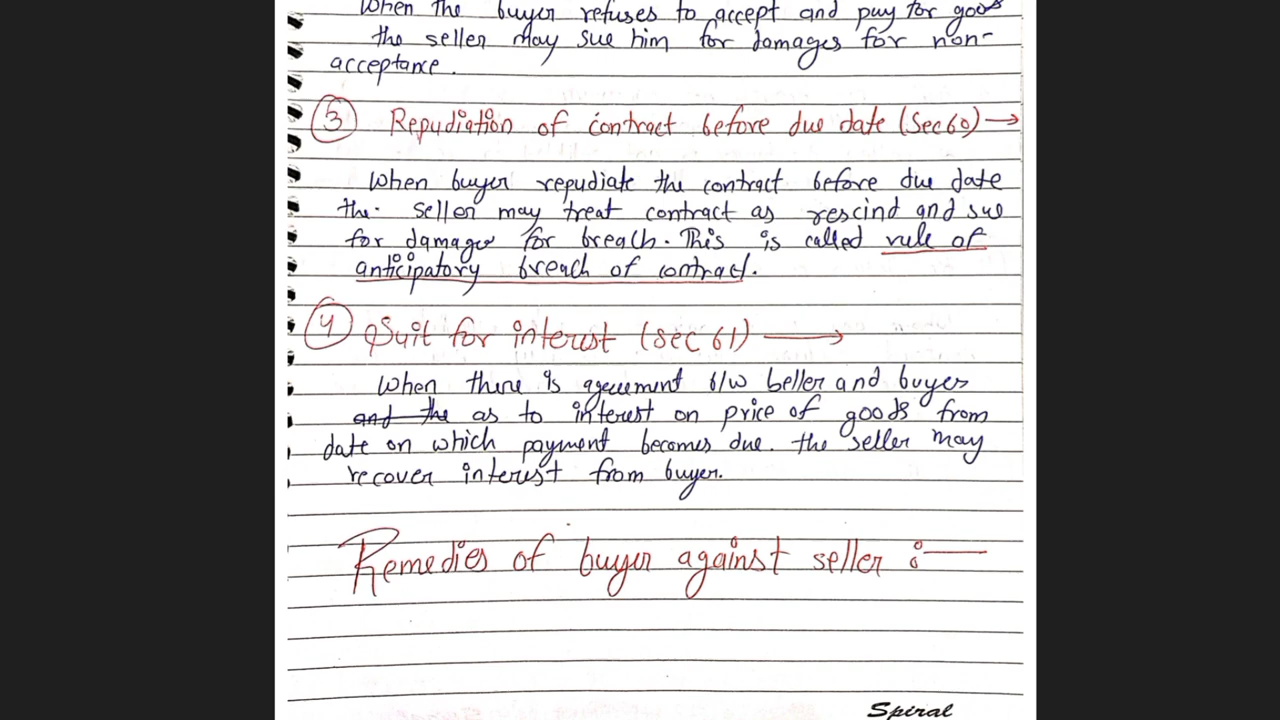 When the buyer refuses to accept and pay for goods
the seller may sue him for damages for non-
acceptance.
③ Repudiation of contract before due date (Sec 60) →
When buyer repudiate the contract before due date
the. seller may treat contract as rescind and sue
for damages for breach. This is called rule of
anticipatory breach of contract.
④ Suit for interest (sec 61) →
When there is agreement b/w seller and buyer
and the as to interest on price of goods from
date on which payment becomes due. the seller may
recover interest from buyer.
Remedies of buyer against seller :—
Spiral